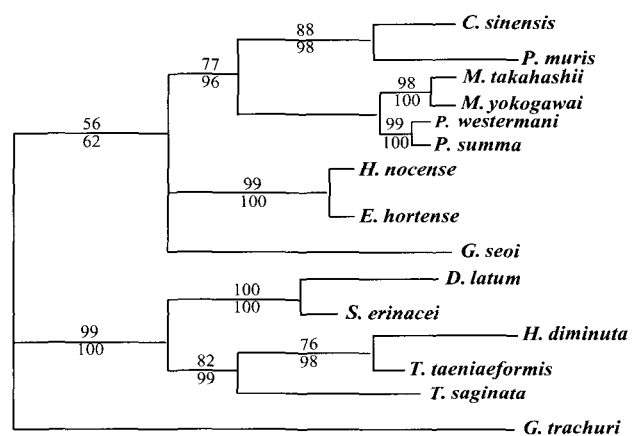 C. sinensis
88
98
P. muris
77
96
M. takahashii
98
100
M. yokogawai
P. westermani
99
100
P. summa
56
62
H. nocense
99
100
E. hortense
G. seoi
D. latum
100
100
S. erinacei
99
100
H. diminuta
76
98
82
99
T. taeniaeformis
T. saginata
G. trachuri